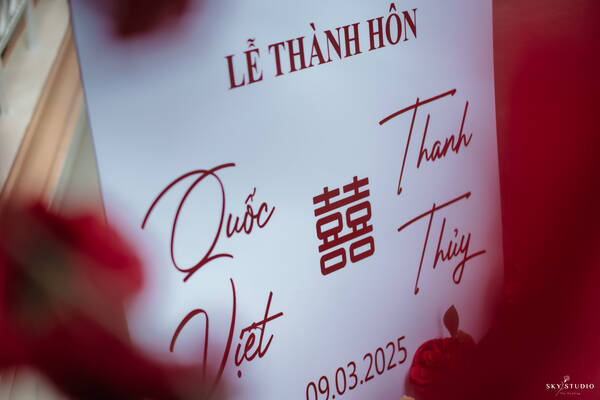 LỄ THÀNH HÔN
Quốc
Việt
囍
Thanh
Thủy
09.03.2025
SKY STUDIO